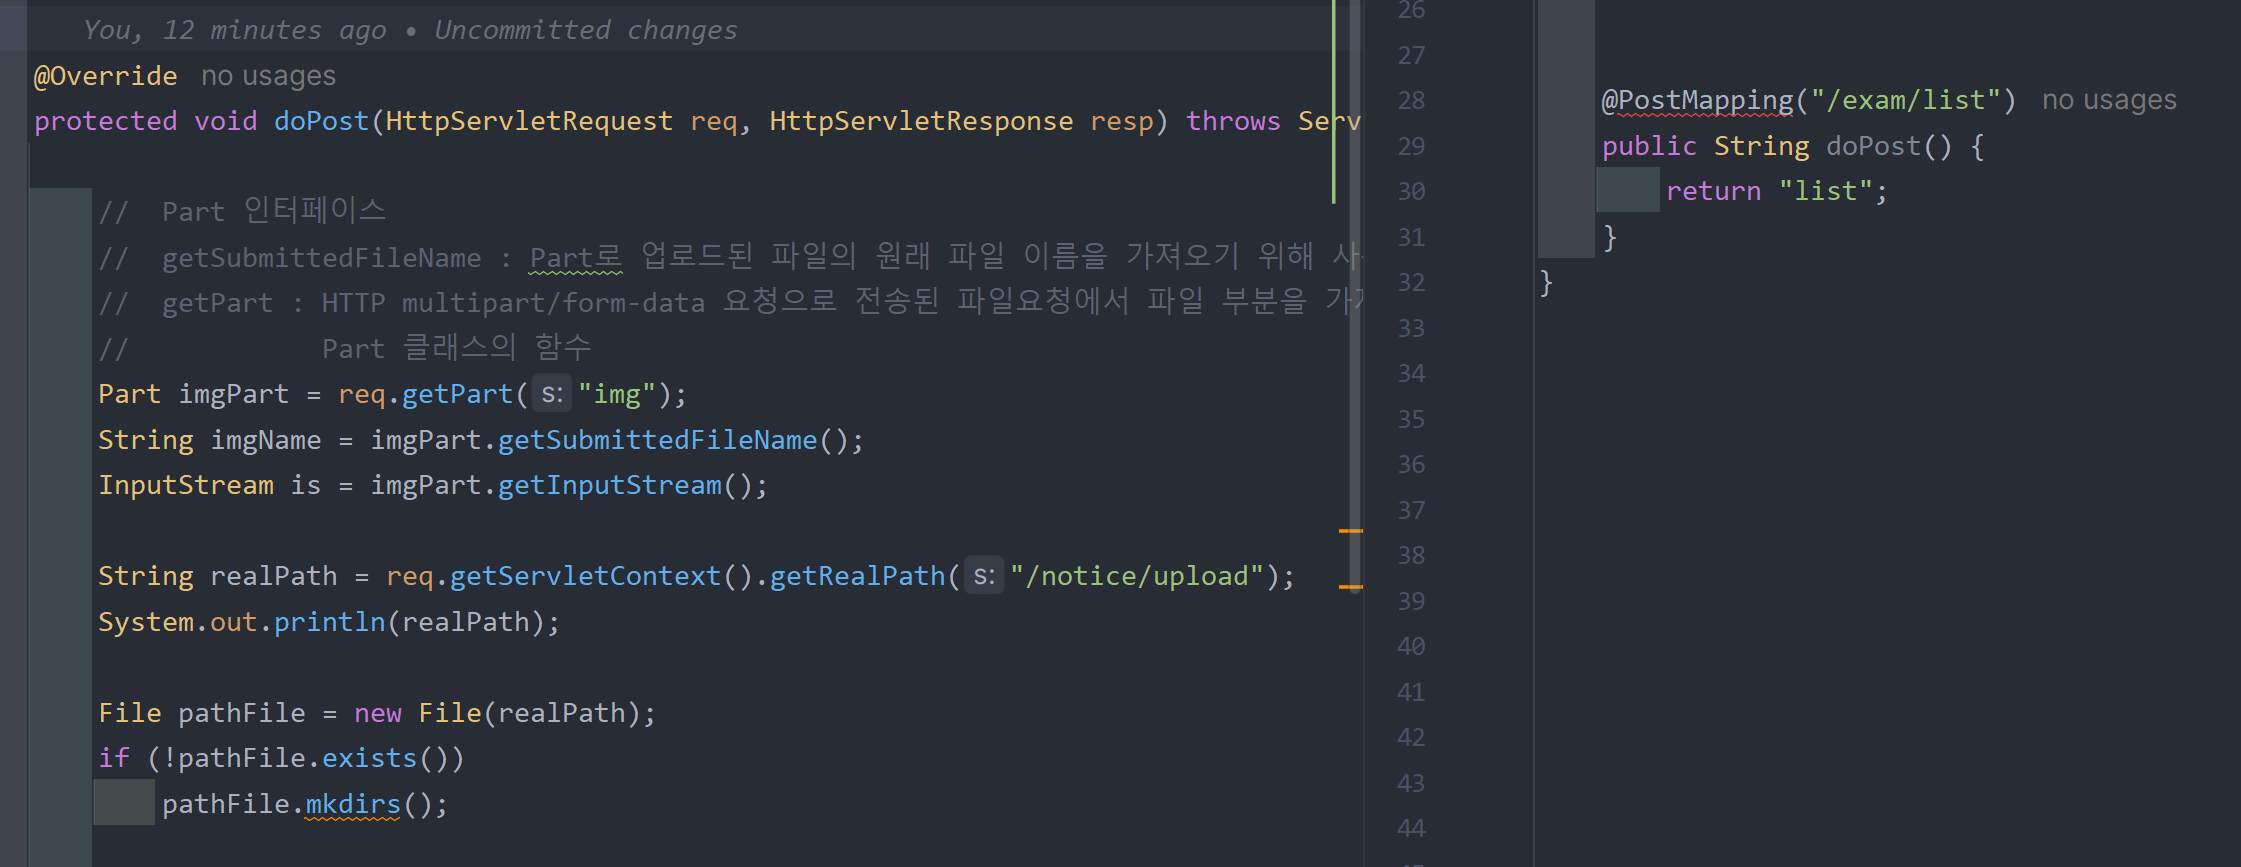 You, 12 minutes ago • Uncommitted changes
@Override no usages
protected void doPost(HttpServletRequest req, HttpServletResponse resp) throws Serv
// Part 인터페이스
// getSubmittedFileName : Part로 업로드된 파일의 원래 파일 이름을 가져오기 위해
// getPart : HTTP multipart/form-data 요청으로 전송된 파일요청에서 파일 부분을
// Part 클래스의 함수
Part imgPart = req.getPart( s: "img");
String imgName = imgPart.getSubmittedFileName();
InputStream is = imgPart.getInputStream();
String realPath = req.getServletContext().getRealPath( s: "/notice/upload");
System.out.println(realPath);
File pathFile = new File(realPath);
if (!pathFile.exists())
pathFile.mkdirs();
26
27
28 @PostMapping("/exam/list") no usages
29 public String doPost() {
30 return "list";
31 }
32 }
33
34
35
36
37
38
39
40
41
42
43
44